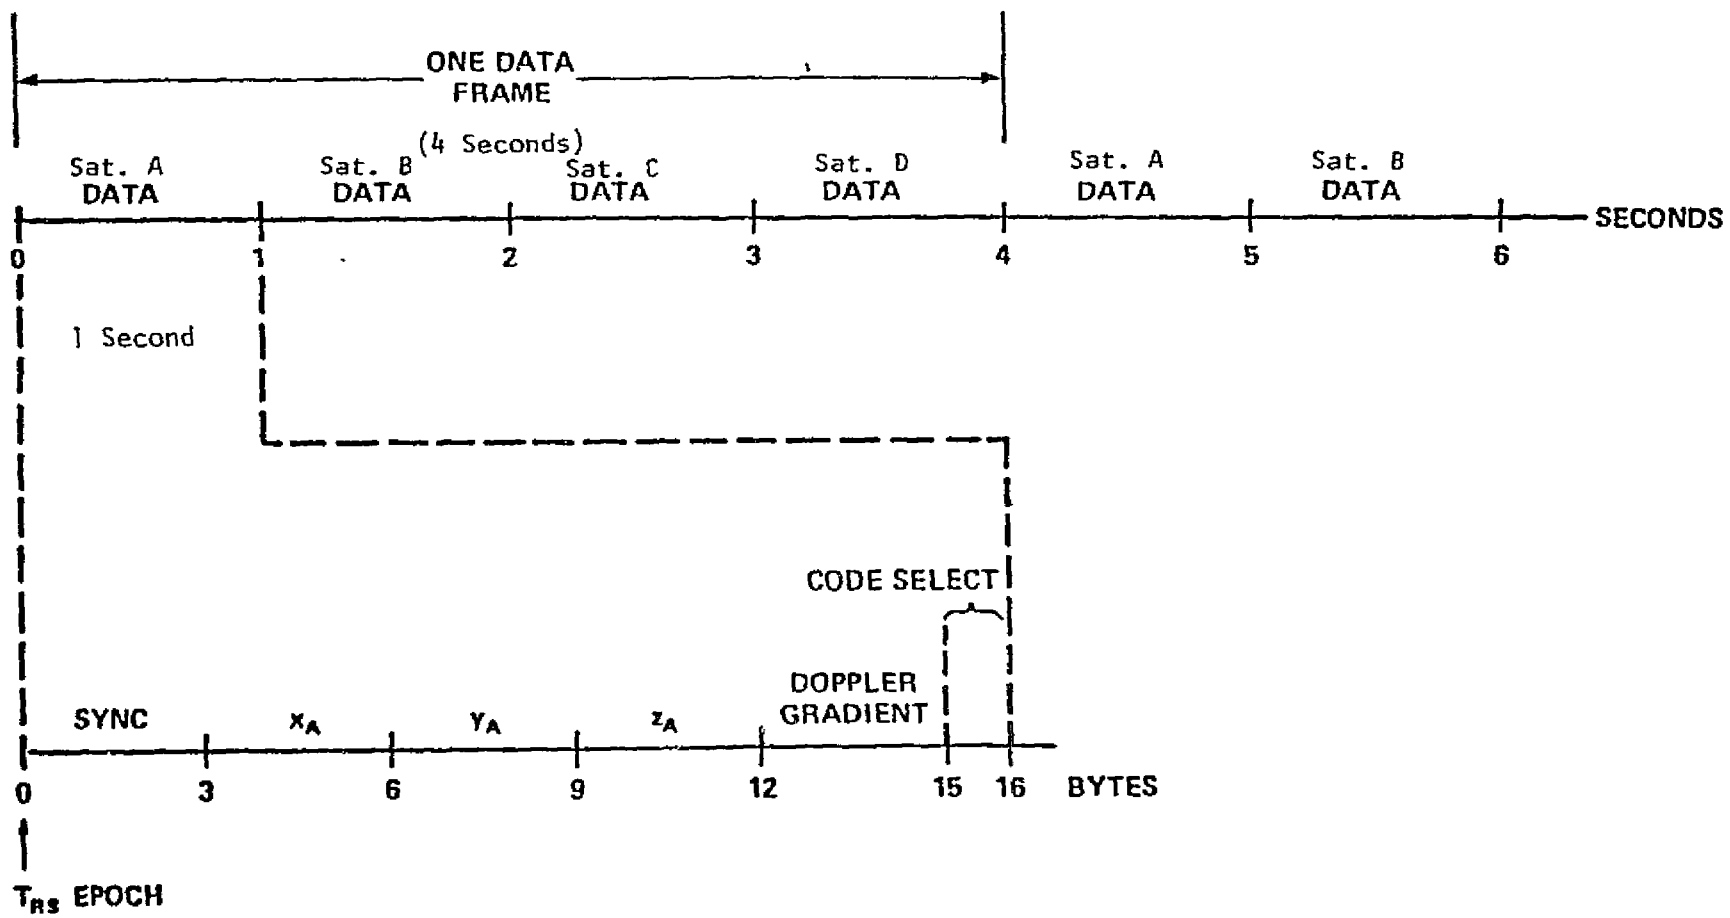 ONE DATA
FRAME
(4 Seconds)
Sat. A
DATA
Sat. B
DATA
Sat. C
DATA
Sat. D
DATA
Sat. A
DATA
Sat. B
DATA
SECONDS
0 1 2 3 4 5 6
1 Second
CODE SELECT
DOPPLER
GRADIENT
SYNC xA yA zA
0 3 6 9 12 15 16 BYTES
TRS EPOCH